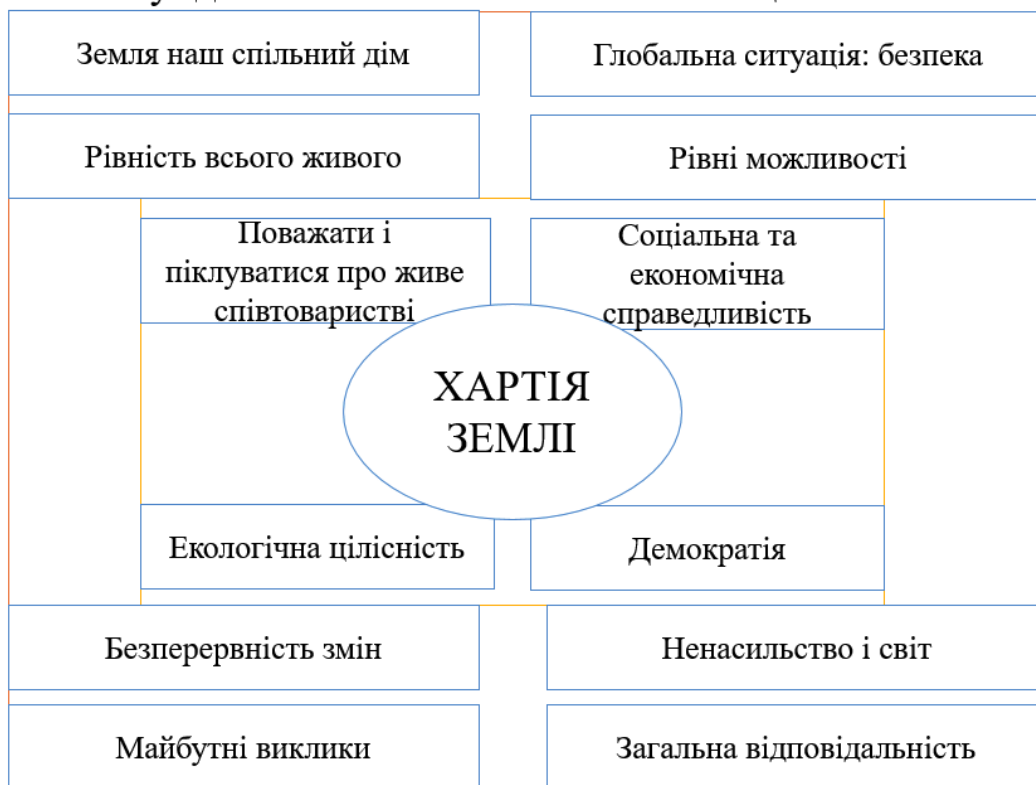 Земля наш спільний дім
Глобальна ситуація: безпека
Рівність всього живого
Рівні можливості
Поважати і
піклуватися про живе
співтоваристві
Соціальна та
економічна
справедливість
ХАРТІЯ
ЗЕМЛІ
Екологічна цілісність
Демократія
Безперервність змін
Ненасильство і світ
Майбутні виклики
Загальна відповідальність